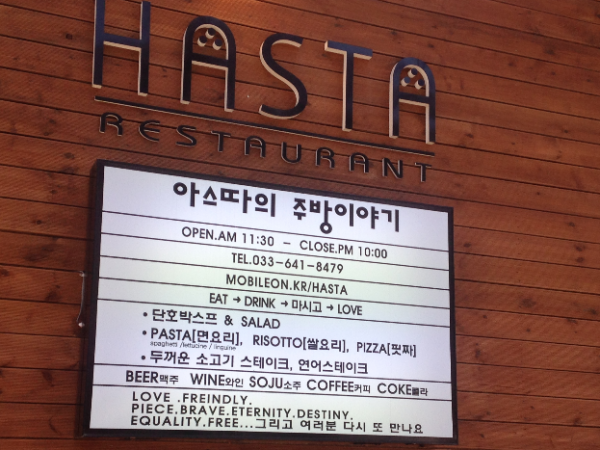 HASTA
RESTAURANT
아스따의 주방이야기
OPEN.AM 11:30 – CLOSE.PM 10:00
TEL.033-641-8479
MOBILEON.KR/HASTA
EAT → DRINK → 마시고 → LOVE
• 단호박스프 & SALAD
• PASTA[면요리], RISOTTO[쌀요리], PIZZA[핏짜]
spaghetti /fettucine / linguine
• 두꺼운 소고기 스테이크, 연어스테이크
BEER맥주 WINE와인 SOJU소주 COFFEE커피 COKE콜라
LOVE .FREINDLY.
PIECE.BRAVE.ETERNITY.DESTINY.
EQUALITY.FREE...그리고 여러분 다시 또 만나요